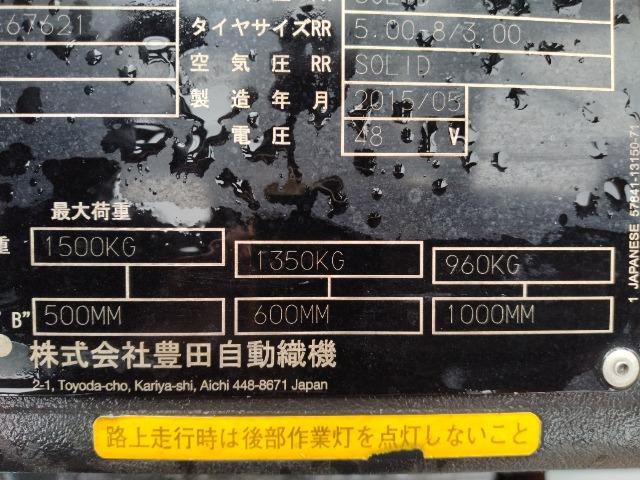 67621
タイヤサイズRR 5.00-8/3.00
空気圧 RR SOLID
製造年月 2015/05
電圧 48 V
最大荷重
重 1500KG 1350KG 960KG
B" 500MM 600MM 1000MM
株式会社豊田自動織機
2-1, Toyoda-cho, Kariya-shi, Aichi 448-8671 Japan
路上走行時は後部作業灯を点灯しないこと